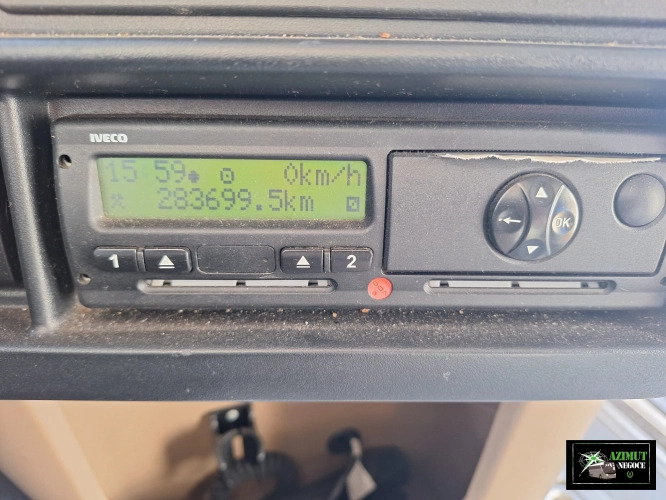 IVECO
15 59 0km/h
283699.5km
1 2
OK
AZIMUT
NEGOCE